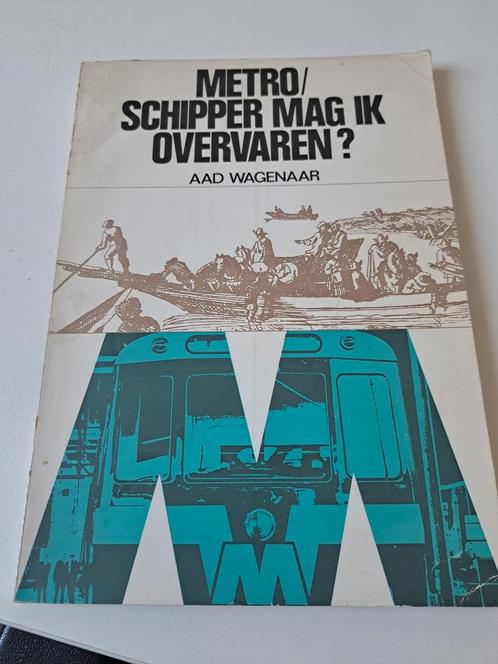 METRO/
SCHIPPER MAG IK
OVERVAREN?
AAD WAGENAAR
M
M